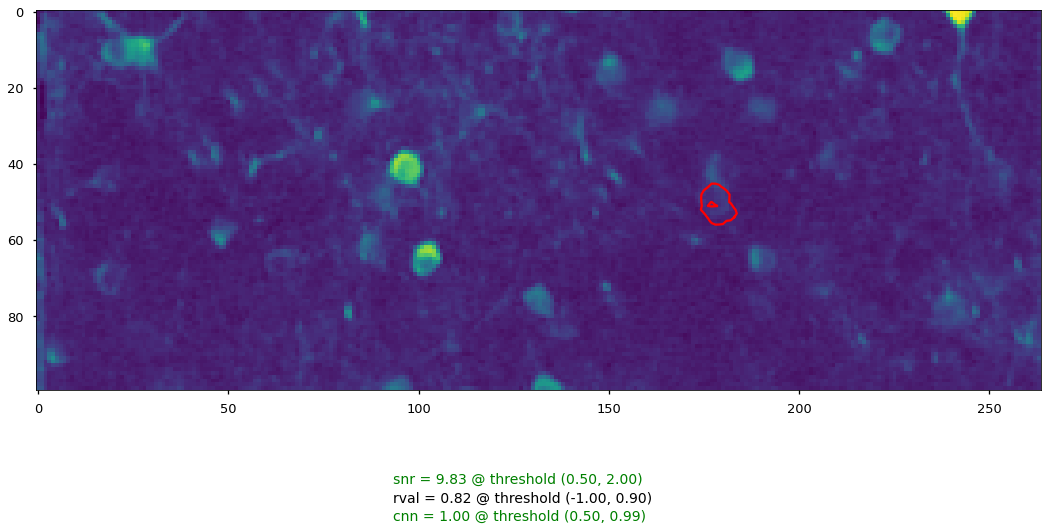 0
20
40
60
80
0 50 100 150 200 250
snr = 9.83 @ threshold (0.50, 2.00)
rval = 0.82 @ threshold (-1.00, 0.90)
cnn = 1.00 @ threshold (0.50, 0.99)